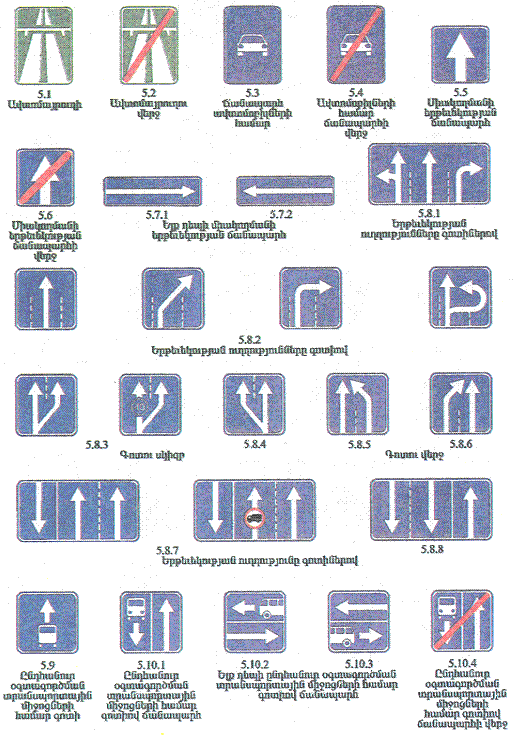 5.1
Ավտոմայրուղի
5.2
Ավտոմայրուղու
վերջ
5.3
Ճանապարհ
ավտոմոբիլների
համար
5.4
Ավտոմոբիլների
համար
ճանապարհի
վերջ
5.5
Միակողմանի
երթևեկության
ճանապարհ
5.6
Միակողմանի
երթևեկության
ճանապարհի
վերջ
5.7.1
5.7.2
Ելք դեպի միակողմանի
երթևեկության ճանապարհ
5.8.1
Երթևեկության
ուղղությունները գոտիներով
5.8.2
Երթևեկության ուղղությունները գոտիով
5.8.3
5.8.4
Գոտու սկիզբ
5.8.5
5.8.6
Գոտու վերջ
5.8.7
5.8.8
Երթևեկության ուղղությունը գոտիներով
5.9
Ընդհանուր
օգտագործման
տրանսպորտային
միջոցների
համար գոտի
5.10.1
Ընդհանուր
օգտագործման
տրանսպորտային
միջոցների համար
գոտիով ճանապարհ
5.10.2
5.10.3
Ելք դեպի ընդհանուր օգտագործման
տրանսպորտային միջոցների համար
գոտիով ճանապարհ
5.10.4
Ընդհանուր
օգտագործման
տրանսպորտային
միջոցների
համար գոտիով
ճանապարհի վերջ